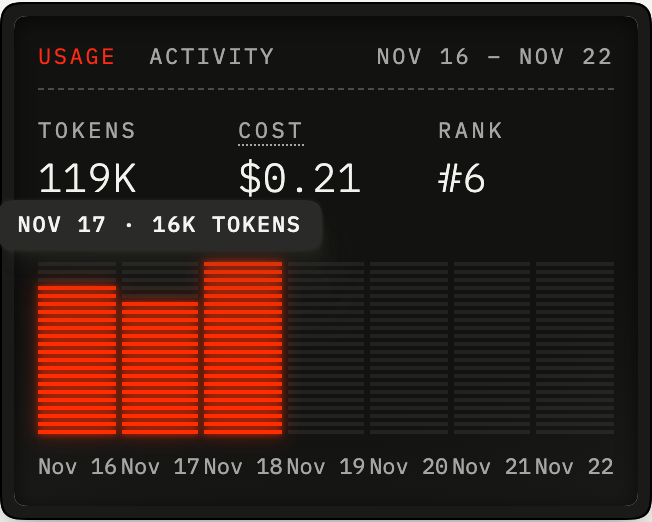 USAGE ACTIVITY NOV 16 – NOV 22
TOKENS COST RANK
119K $0.21 #6
NOV 17 · 16K TOKENS
Nov 16 Nov 17 Nov 18 Nov 19 Nov 20 Nov 21 Nov 22